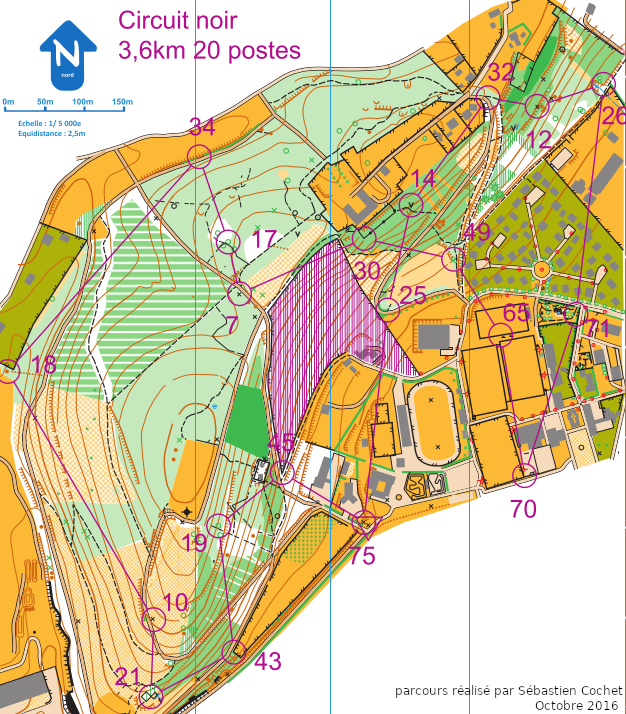 Circuit noir
3,6km 20 postes
N
nord
0m 50m 100m 150m
Echelle : 1/ 5 000e
Equidistance : 2,5m
32
26
12
34
14
17
49
30
7
25
65
71
18
45
70
19
75
10
43
21
parcours réalisé par Sébastien Cochet
Octobre 2016